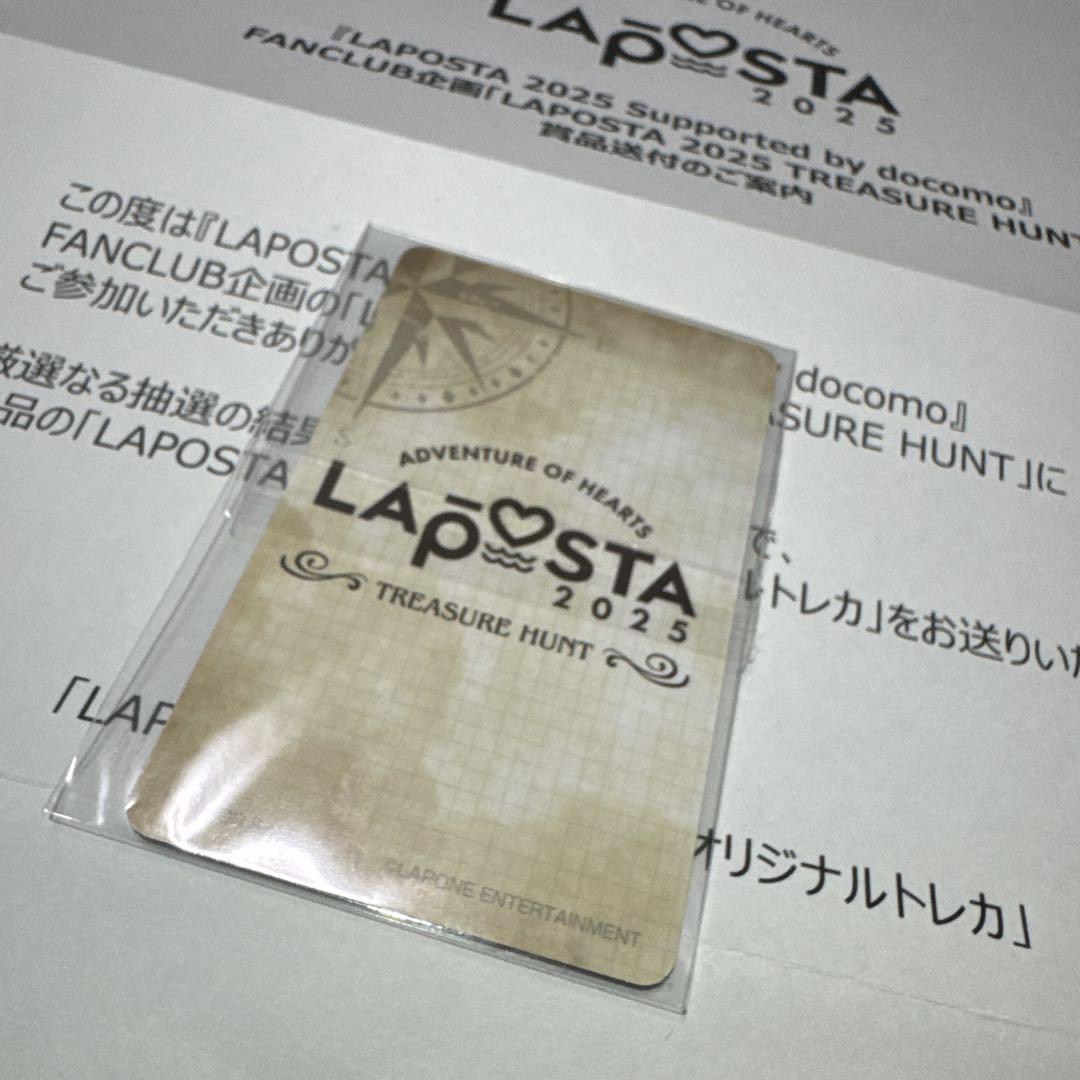 E OF HEARTS
LAPOSTA
2025
『LAPOSTA 2025 Supported by docomo』
FANCLUB企画「LAPOSTA 2025 TREASURE HUNT
賞品送付のご案内
この度は『LAPOSTA docomo』
FANCLUB企画の「L ASURE HUNT」に
ご参加いただきありが
厳選なる抽選の結果 で、
品の「LAPOSTA ルトレカ」をお送りいた
「LAP オリジナルトレカ」
S
ADVENTURE OF HEARTS
LAPOSTA
2025
TREASURE HUNT
©LAPONE ENTERTAINMENT